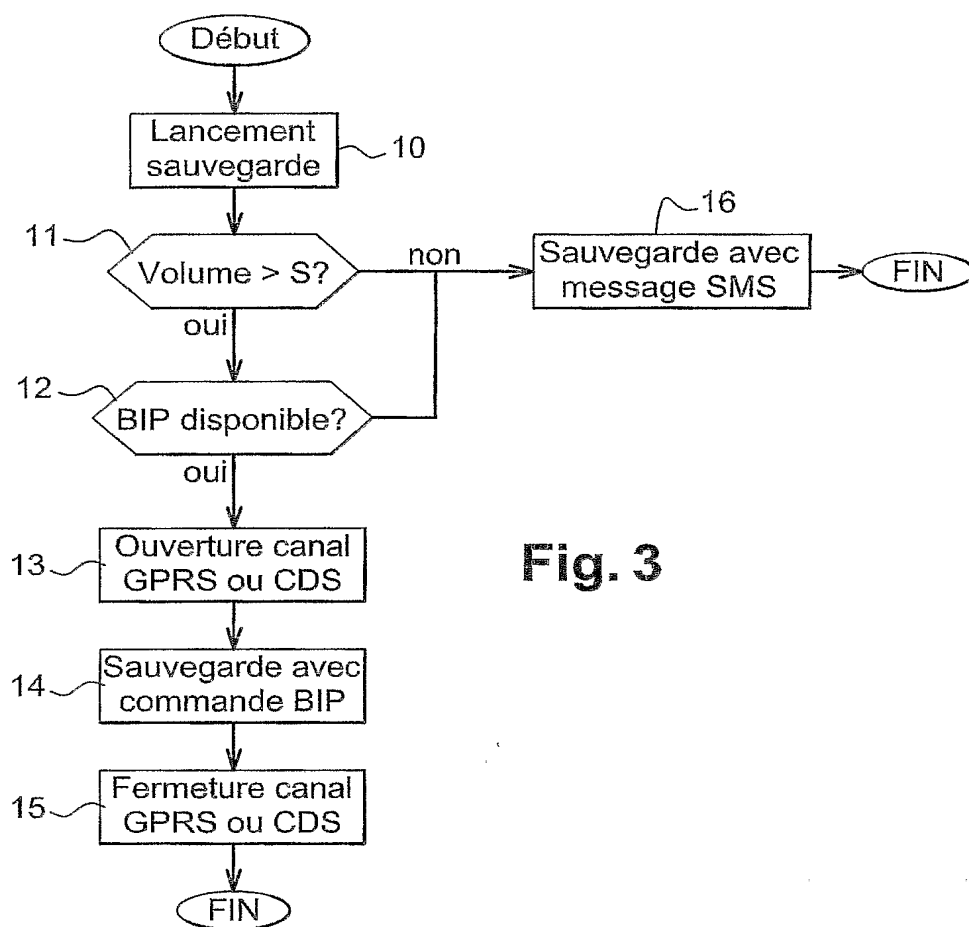 Début
Lancement
sauvegarde
10
11
Volume > S?
non
16
Sauvegarde avec
message SMS
FIN
oui
12
BIP disponible?
oui
13
Ouverture canal
GPRS ou CDS
Fig. 3
14
Sauvegarde avec
commande BIP
15
Fermeture canal
GPRS ou CDS
FIN